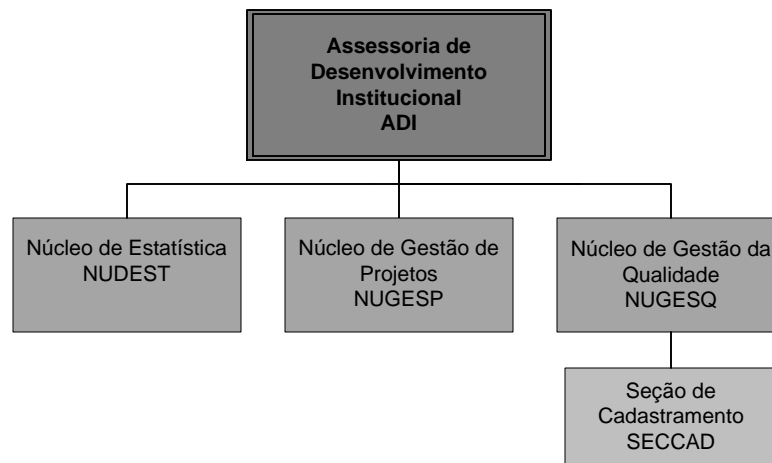 Assessoria de
Desenvolvimento
Institucional
ADI
Núcleo de Estatística
NUDEST
Núcleo de Gestão de
Projetos
NUGESP
Núcleo de Gestão da
Qualidade
NUGESQ
Seção de
Cadastramento
SECCAD